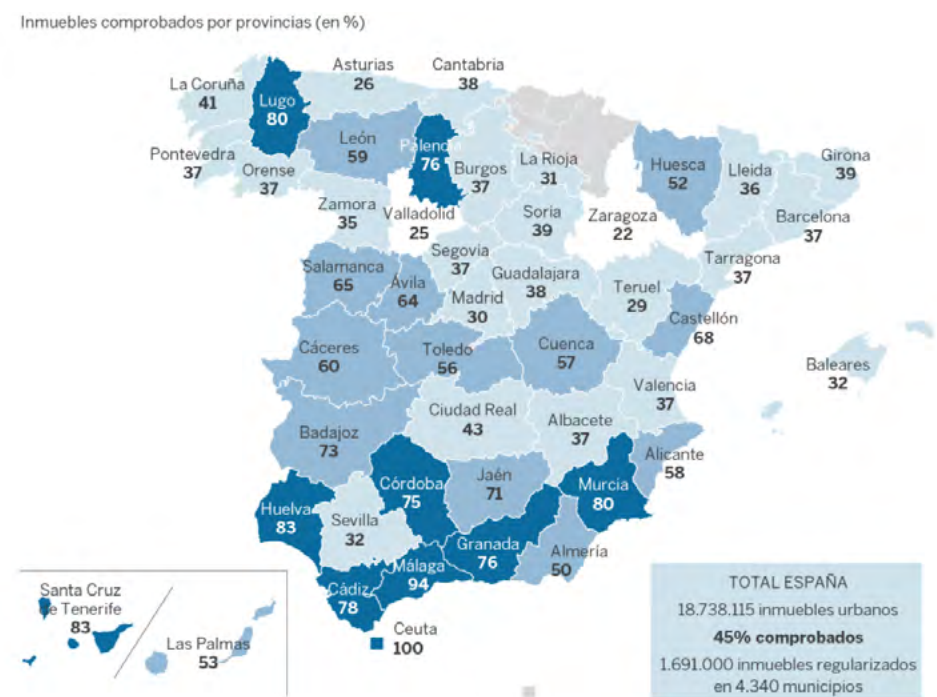 Inmuebles comprobados por provincias (en %)
Asturias
26
Cantabria
38
La Coruña
41
Lugo
80
León
59
Palencia
76
Burgos
37
La Rioja
31
Huesca
52
Lleida
36
Girona
39
Pontevedra
37
Orense
37
Zamora
35
Valladolid
25
Soria
39
Zaragoza
22
Barcelona
37
Tarragona
37
Segovia
37
Salamanca
65
Ávila
64
Madrid
30
Guadalajara
38
Teruel
29
Castellón
68
Cáceres
60
Toledo
56
Cuenca
57
Valencia
37
Baleares
32
Badajoz
73
Ciudad Real
43
Albacete
37
Alicante
58
Córdoba
75
Jaén
71
Murcia
80
Huelva
83
Sevilla
32
Granada
76
Almería
50
Málaga
94
Cádiz
78
Ceuta
100
Santa Cruz
de Tenerife
83
Las Palmas
53
TOTAL ESPAÑA
18.738.115 inmuebles urbanos
45% comprobados
1.691.000 inmuebles regularizados
en 4.340 municipios